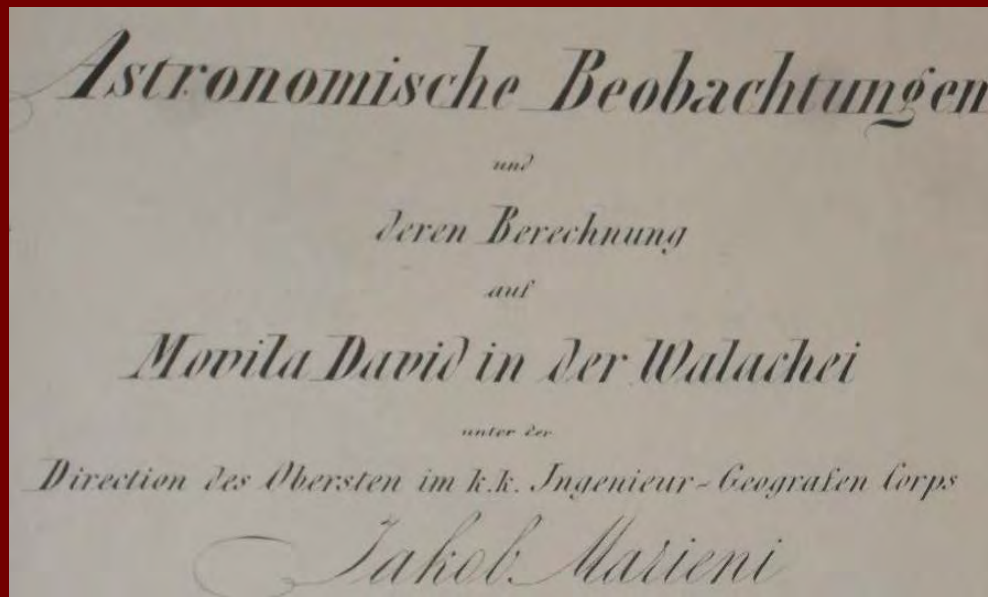 Astronomische Beobachtungen
und
deren Berechnung
auf
Movila David in der Walachei
unter der
Direction des Obersten im k.k. Ingenieur-Geografen Corps
Jakob Marieni